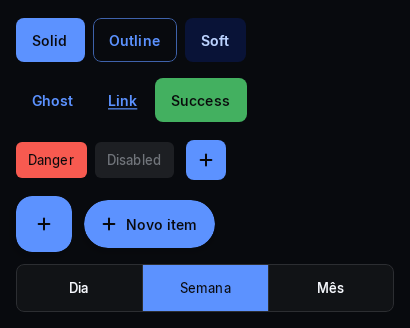 Solid Outline Soft
Ghost Link Success
Danger Disabled +
+ + Novo item
Dia Semana Mês